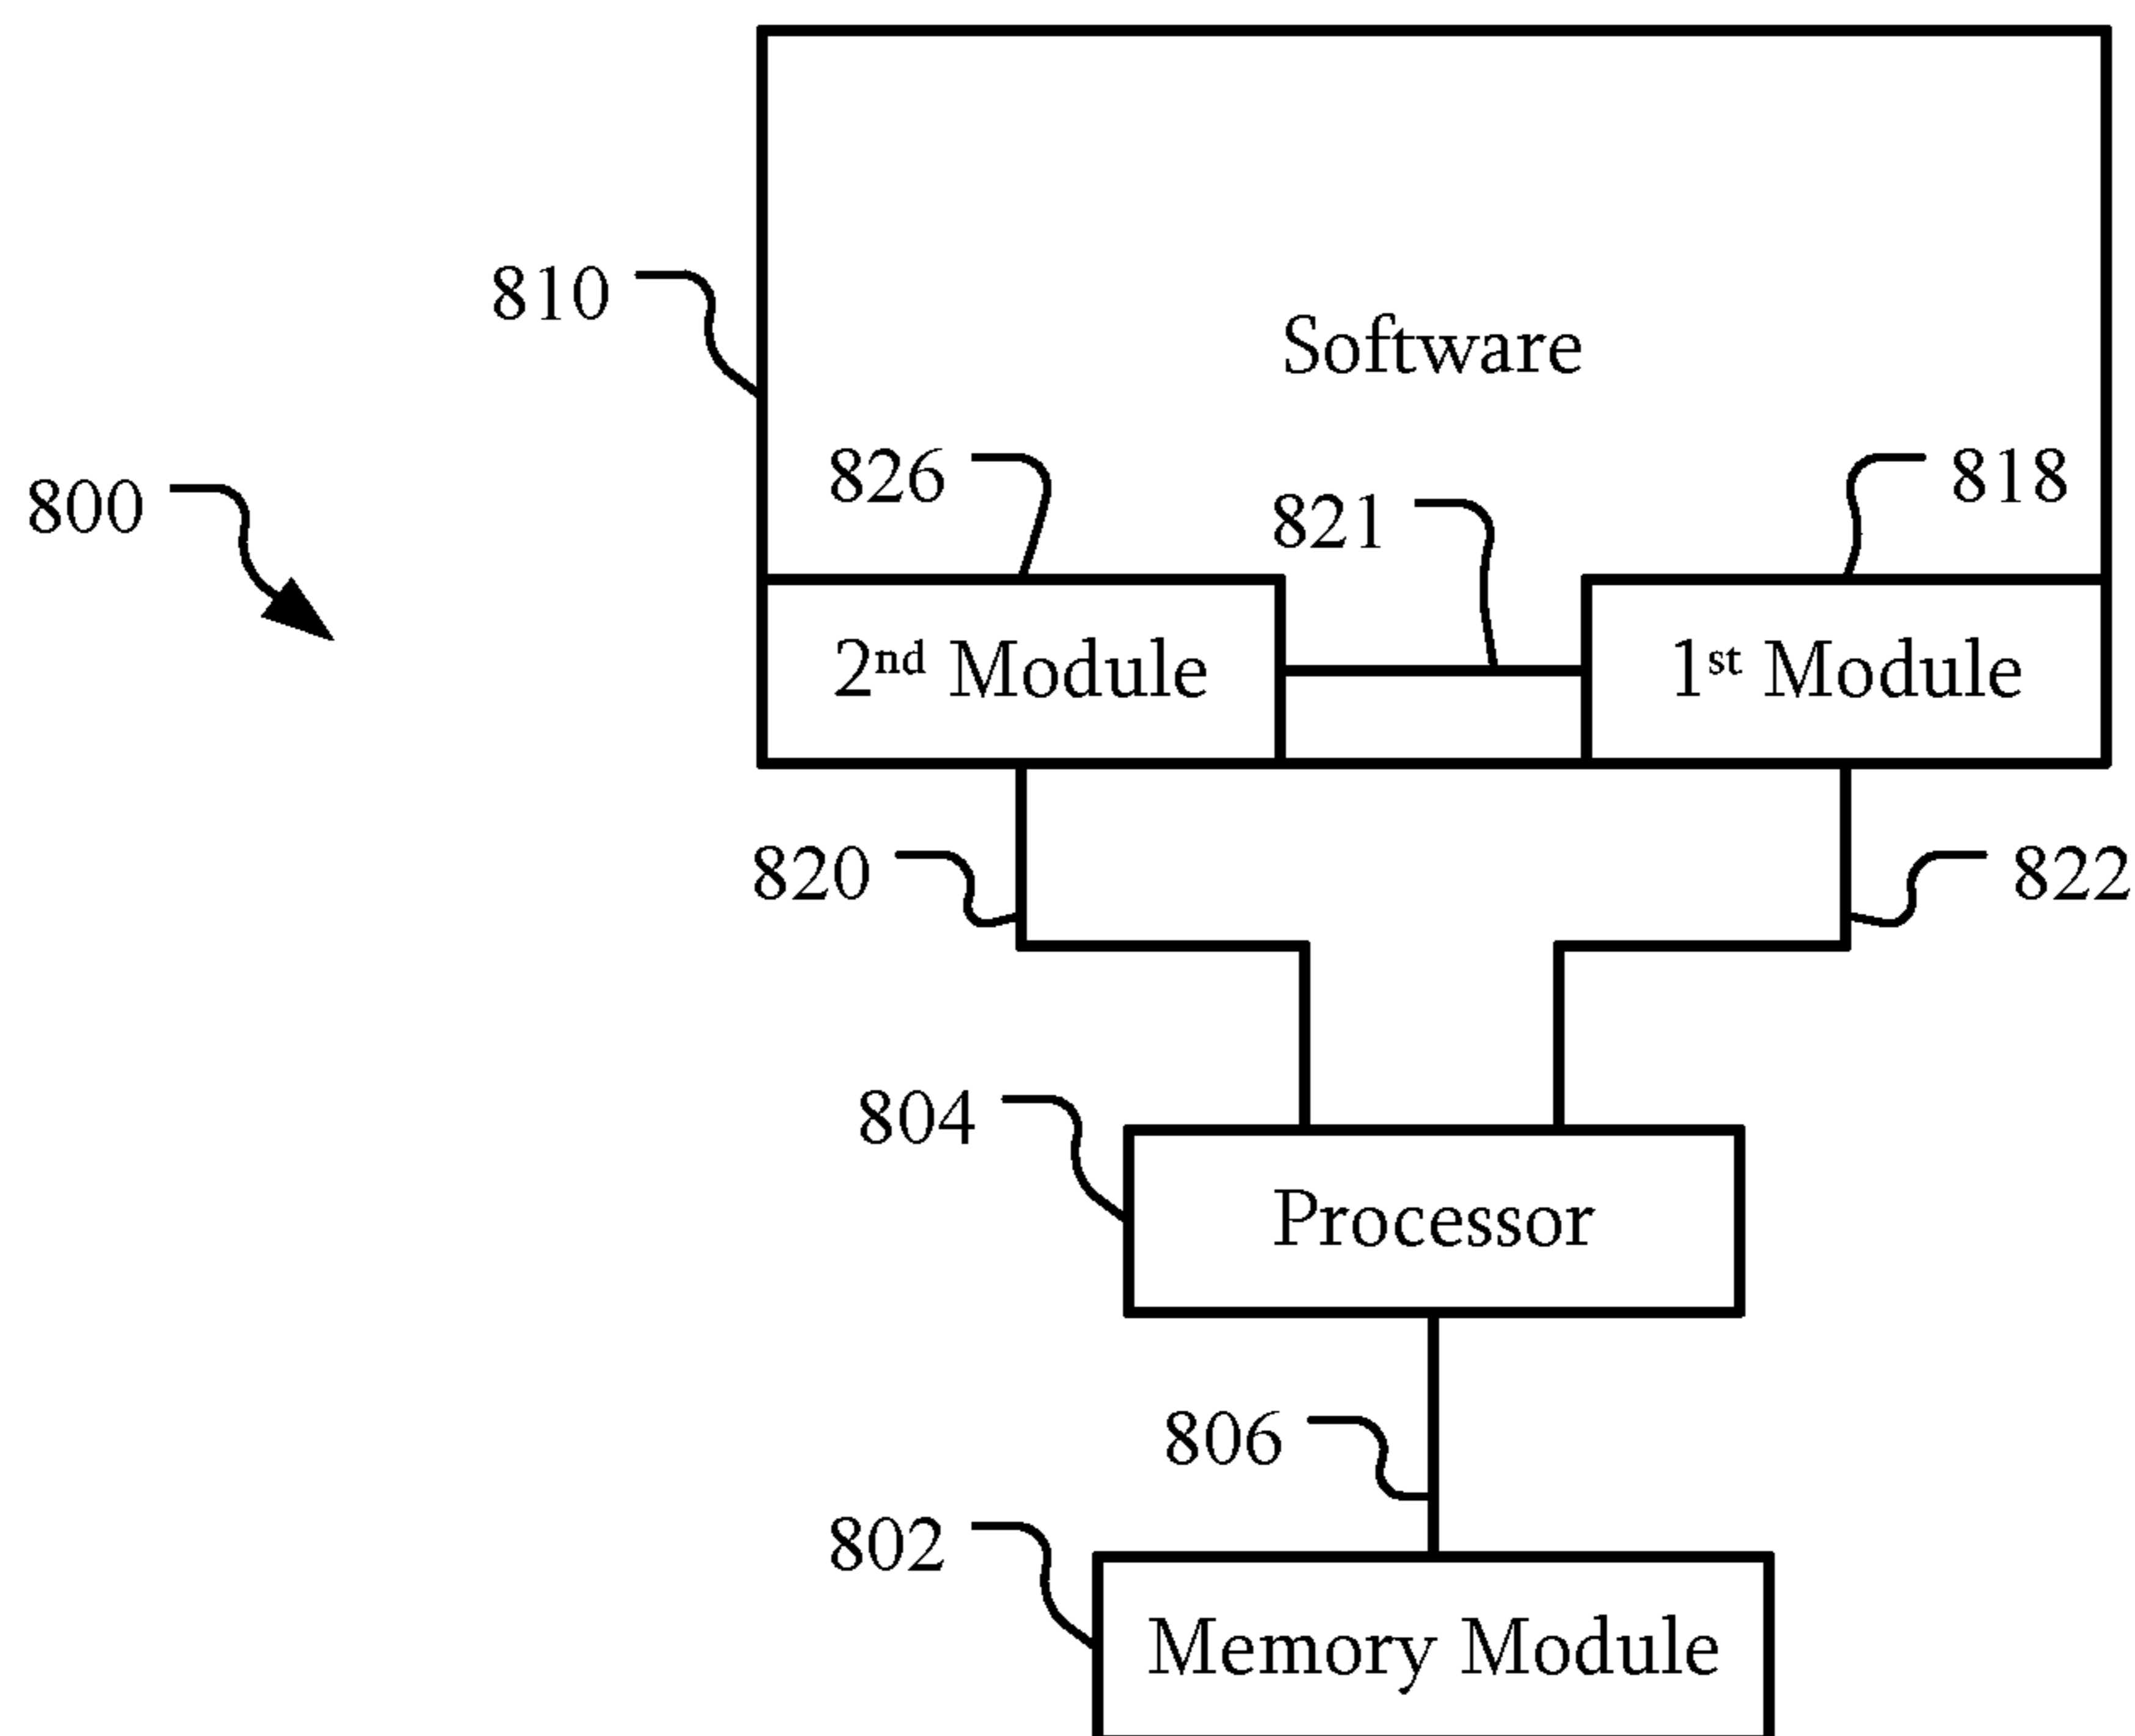 810
Software
826
818
821
800
2nd Module
1st Module
820
822
804
Processor
806
802
Memory Module